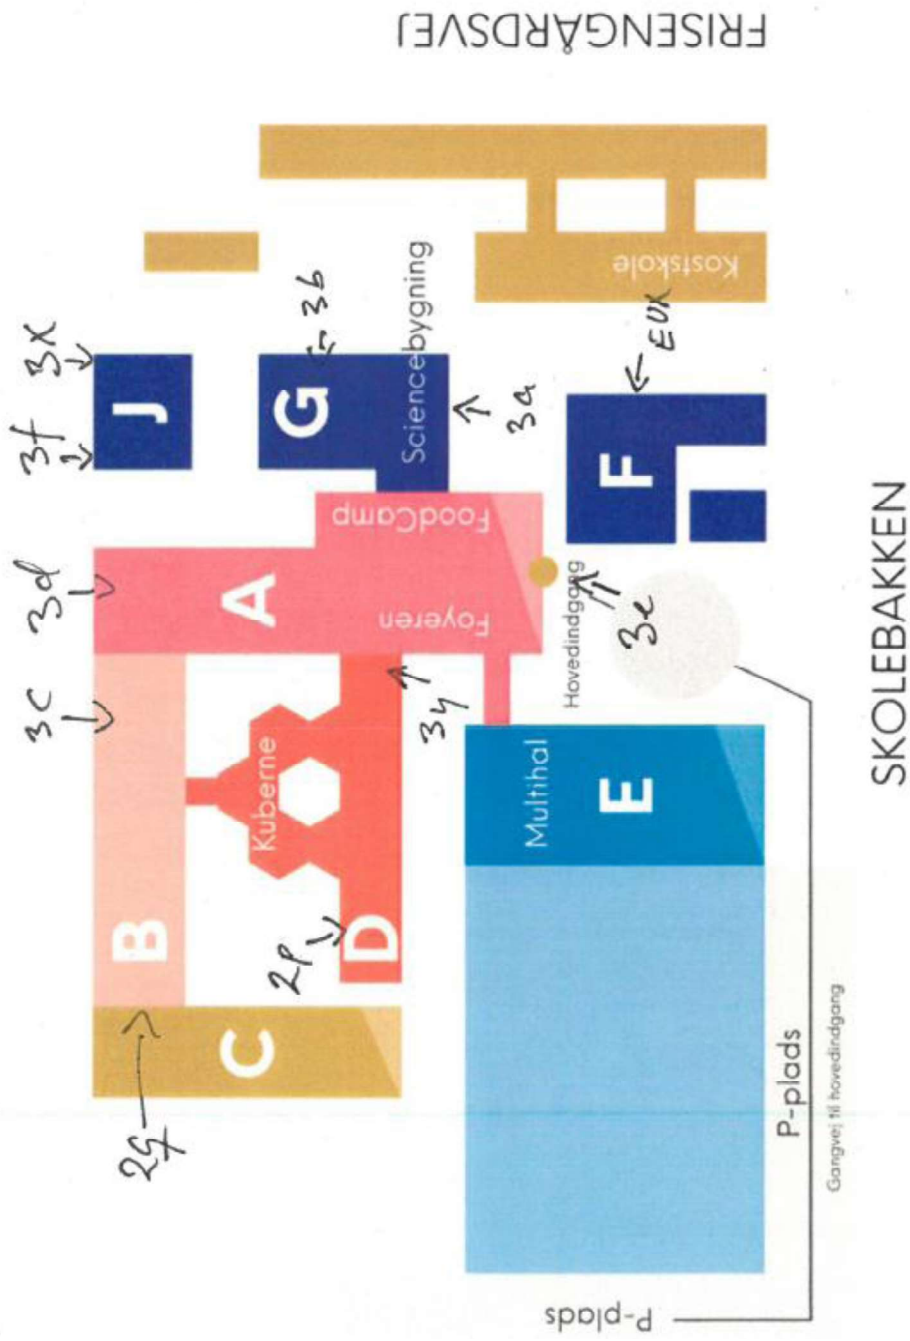 3c
3d
3f
3x
2q
B
J
C
Kuberne
A
G
3b
2p
D
Foyeren
FoodCamp
Sciencebygning
3y
3a
Multihal
Hovedindgang
E
3e
F
EUX
Kostskole
FRISENGÅRDSVEJ
P-plads
P-plads
Gangvej til hovedindgang
SKOLEBAKKEN